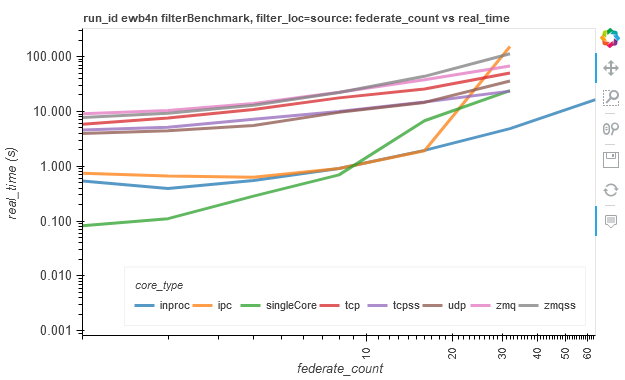 run_id ewb4n filterBenchmark, filter_loc=source: federate_count vs real_time
100.000
10.000
1.000
0.100
0.010
0.001
real_time (s)
core_type
inproc ipc singleCore tcp tcpss udp zmq zmqss
10 20 30 40 50 60
federate_count